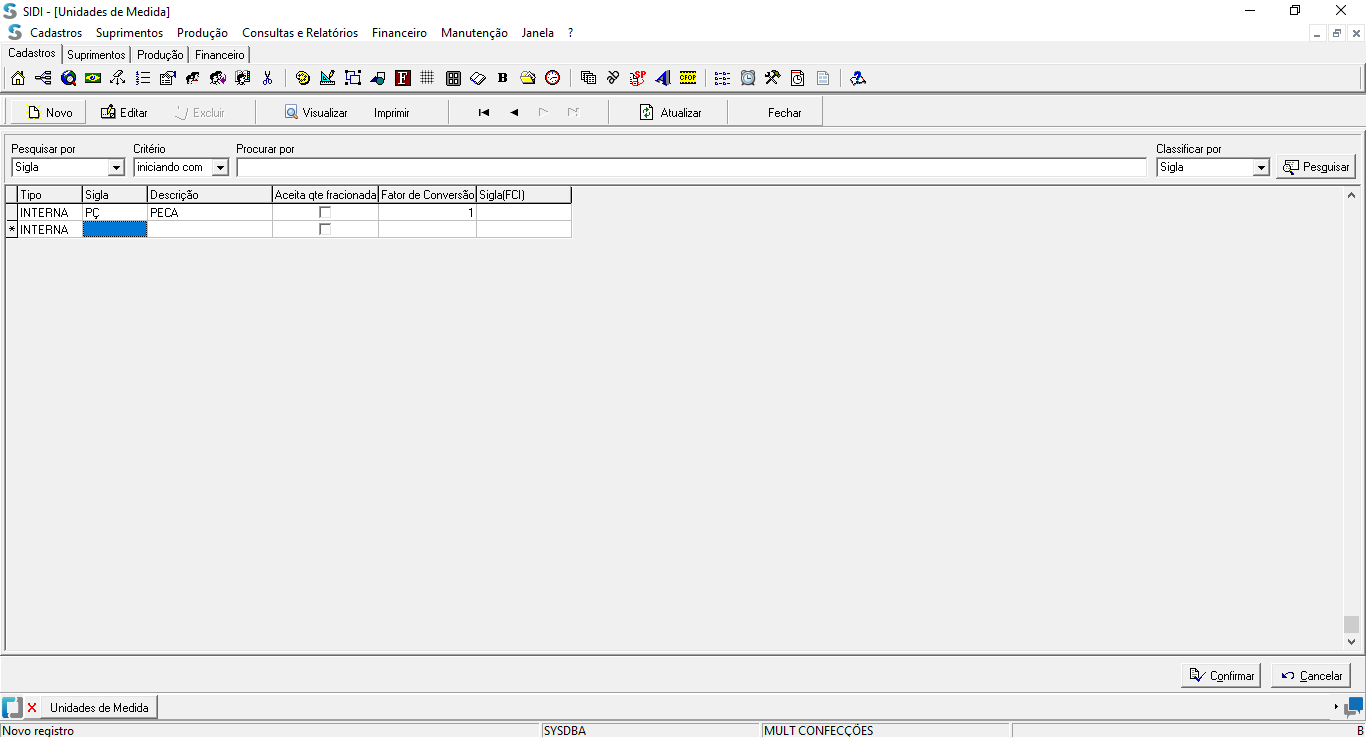 SIDI - [Unidades de Medida]
Cadastros Suprimentos Produção Consultas e Relatórios Financeiro Manutenção Janela ?
Cadastros Suprimentos Produção Financeiro
F B SP CFOP
Novo Editar Excluir Visualizar Imprimir Atualizar Fechar
Pesquisar por Critério Procurar por Classificar por
Sigla iniciando com Sigla Pesquisar
Tipo Sigla Descrição Aceita qte fracionada Fator de Conversão Sigla(FCI)
INTERNA PÇ PECA 1
* INTERNA
Confirmar Cancelar
Unidades de Medida
Novo registro SYSDBA MULT CONFECÇÕES B